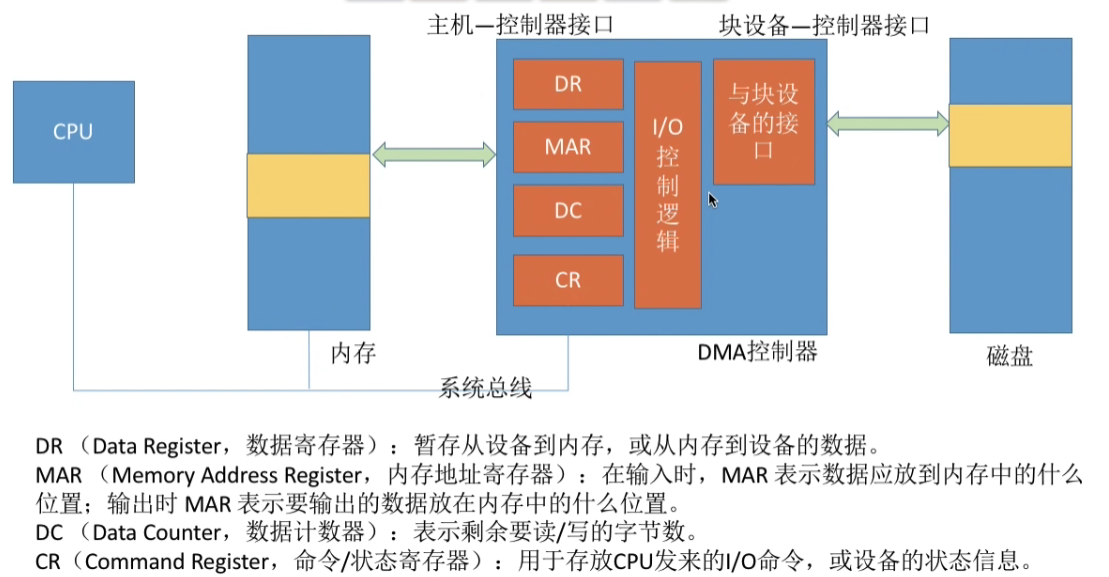 主机—控制器接口
块设备—控制器接口
CPU
DR
MAR
DC
CR
I/O
控
制
逻
辑
与块设
备的接
口
内存
DMA控制器
磁盘
系统总线
DR （Data Register，数据寄存器）：暂存从设备到内存，或从内存到设备的数据。
MAR （Memory Address Register，内存地址寄存器）：在输入时，MAR 表示数据应放到内存中的什么
位置；输出时 MAR 表示要输出的数据放在内存中的什么位置。
DC （Data Counter，数据计数器）：表示剩余要读/写的字节数。
CR（Command Register，命令/状态寄存器）：用于存放CPU发来的I/O命令，或设备的状态信息。